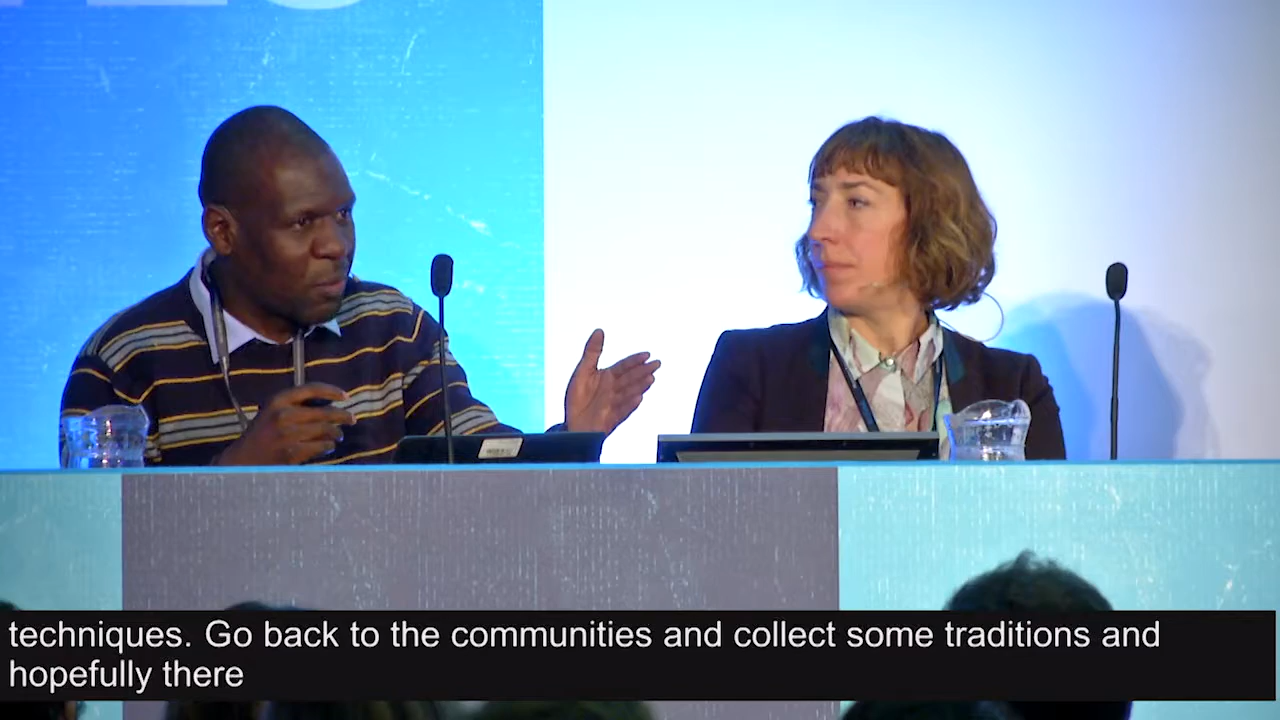 techniques. Go back to the communities and collect some traditions and
hopefully there